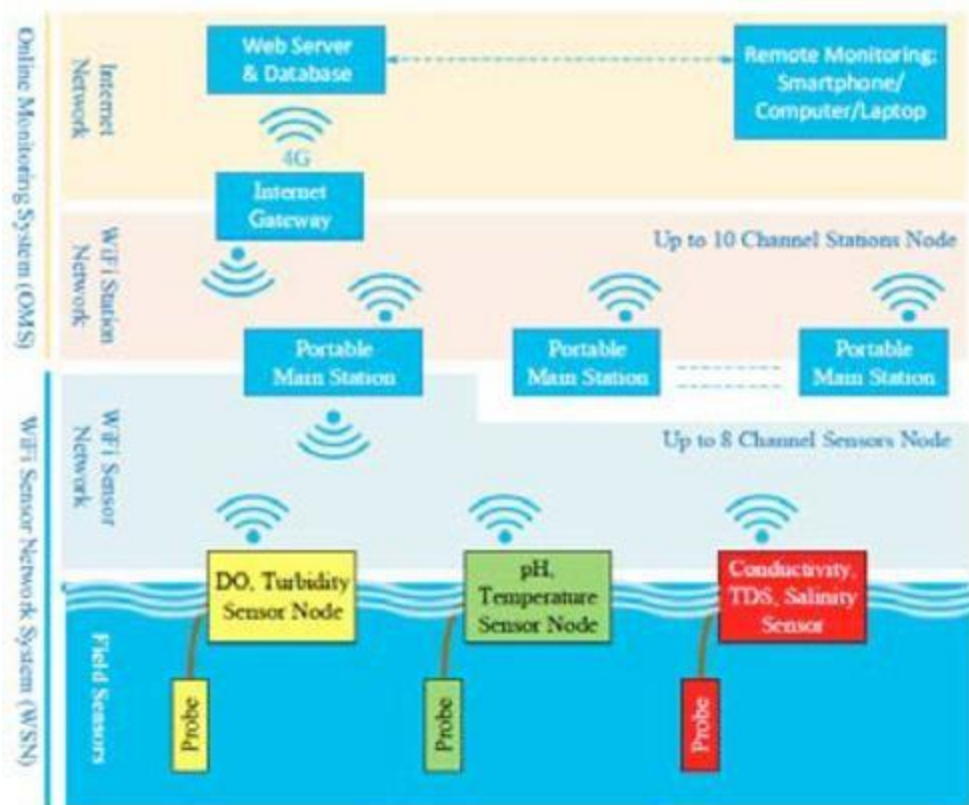 Online Monitoring System (OMS)
Internet
Network
Web Server
& Database
Remote Monitoring:
Smartphone/
Computer/Laptop
4G
Internet
Gateway
WiFi Station
Network
Up to 10 Channel Stations Node
Portable
Main Station
Portable
Main Station
Portable
Main Station
WiFi Sensor Network System (WSN)
WiFi Sensor
Network
Up to 8 Channel Sensors Node
DO, Turbidity
Sensor Node
pH,
Temperature
Sensor Node
Conductivity,
TDS, Salinity
Sensor
Field Sensors
Probe
Probe
Probe